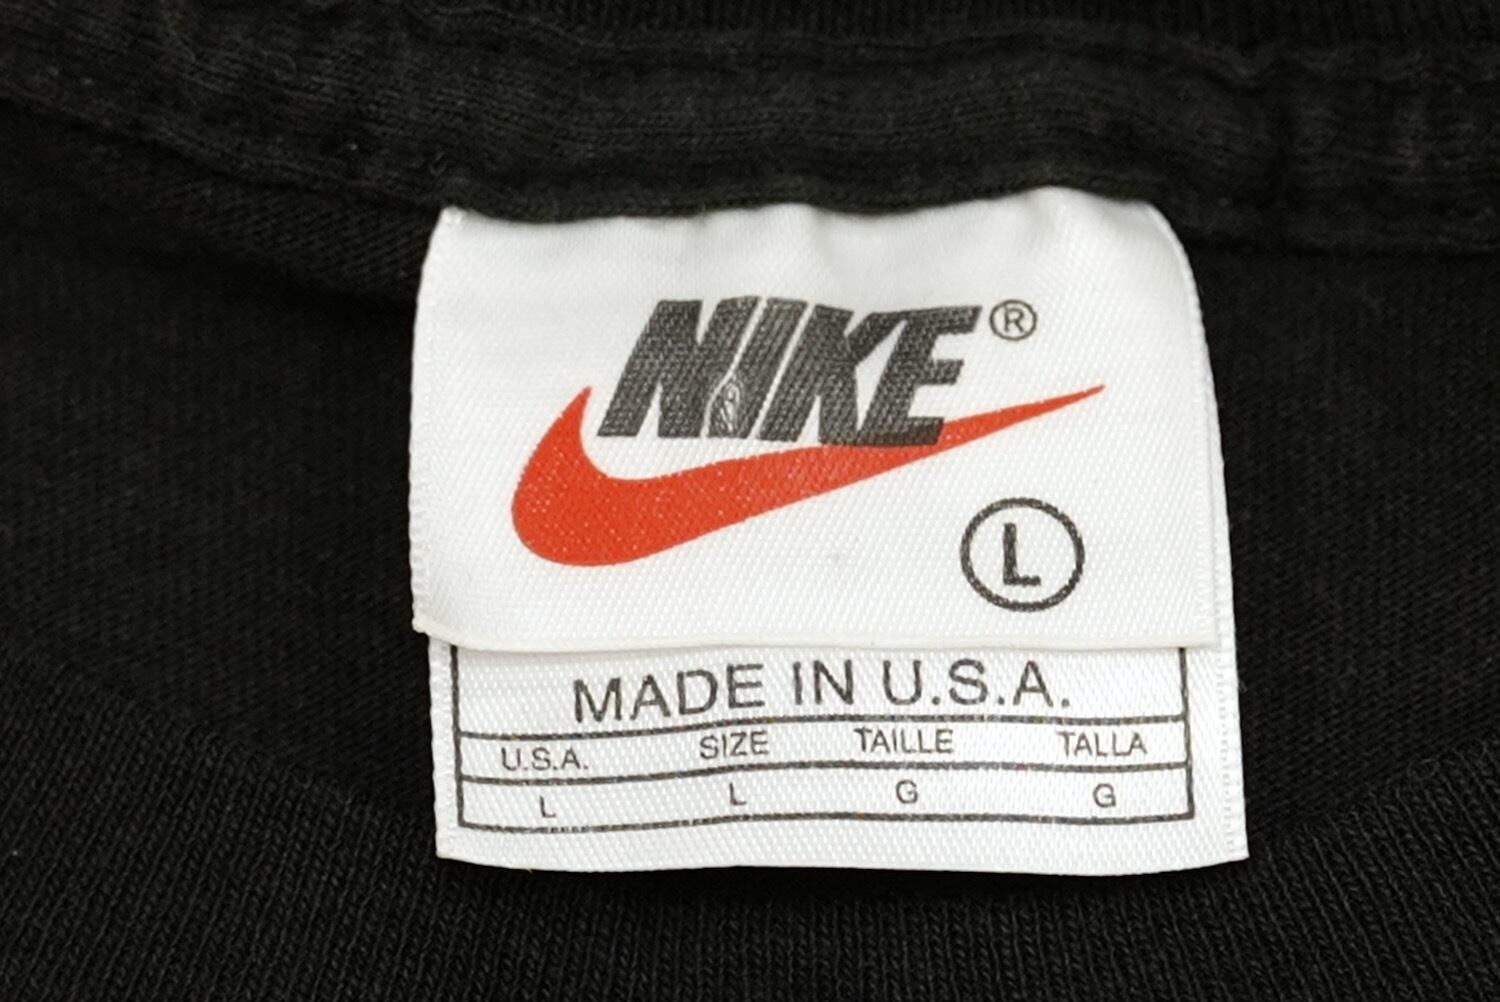 NIKE®
L
MADE IN U.S.A.
U.S.A. SIZE TAILLE TALLA
L L G G